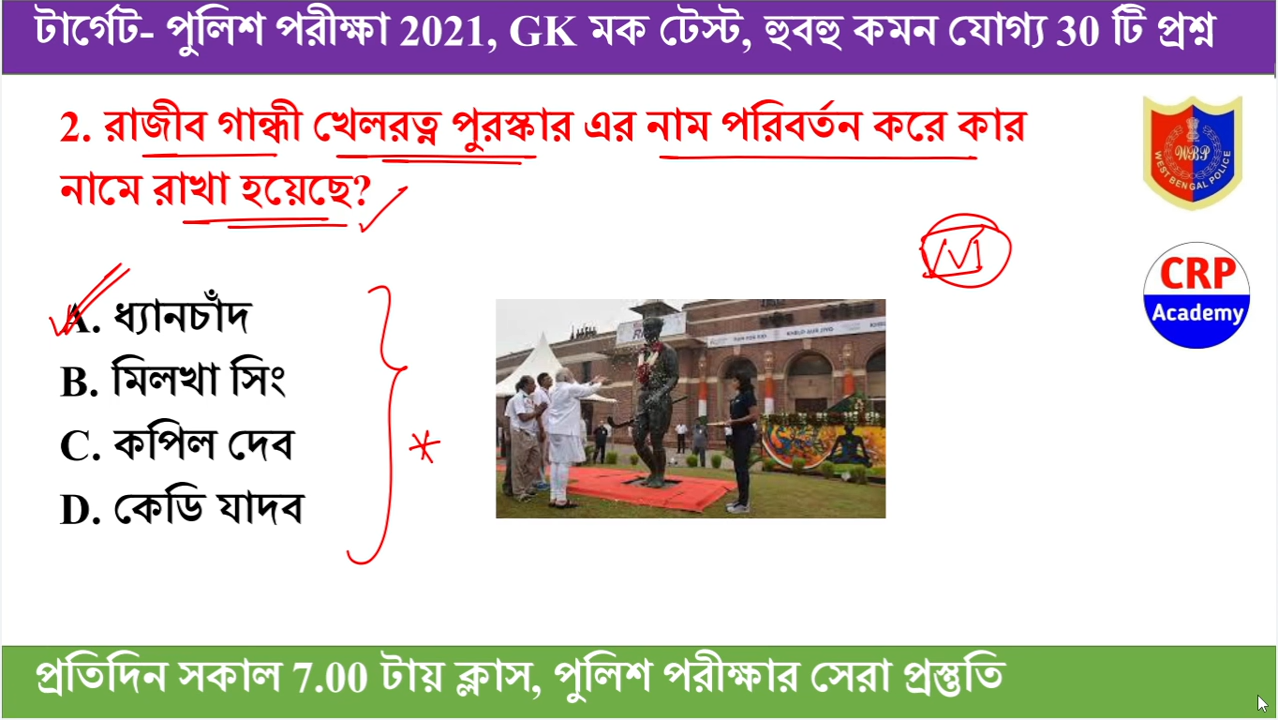 টার্গেট- পুলিশ পরীক্ষা 2021, GK মক টেস্ট, হুবহু কমন যোগ্য 30 টি প্রশ্ন
2. রাজীব গান্ধী খেলরত্ন পুরস্কার এর নাম পরিবর্তন করে কার
নামে রাখা হয়েছে?
A. ধ্যানচাঁদ
B. মিলখা সিং
C. কপিল দেব
D. কেডি যাদব
WBP
WEST BENGAL POLICE
CRP
Academy
প্রতিদিন সকাল 7.00 টায় ক্লাস, পুলিশ পরীক্ষার সেরা প্রস্তুতি